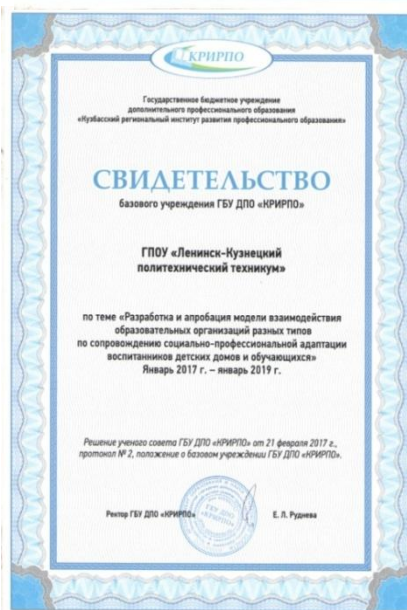 КРИРПО
Государственное бюджетное учреждение
дополнительного профессионального образования
«Кузбасский региональный институт развития профессионального образования»
СВИДЕТЕЛЬСТВО
базового учреждения ГБУ ДПО «КРИРПО»
ГПОУ «Ленинск-Кузнецкий
политехнический техникум»
по теме «Разработка и апробация модели взаимодействия
образовательных организаций разных типов
по сопровождению социально-профессиональной адаптации
воспитанников детских домов и обучающихся»
Январь 2017 г. – январь 2019 г.
Решение ученого совета ГБУ ДПО «КРИРПО» от 21 февраля 2017 г.,
протокол № 2, положение о базовом учреждении ГБУ ДПО «КРИРПО».
ГБУ ДПО
«КРИРПО»
Ректор ГБУ ДПО «КРИРПО» Е. Л. Руднева